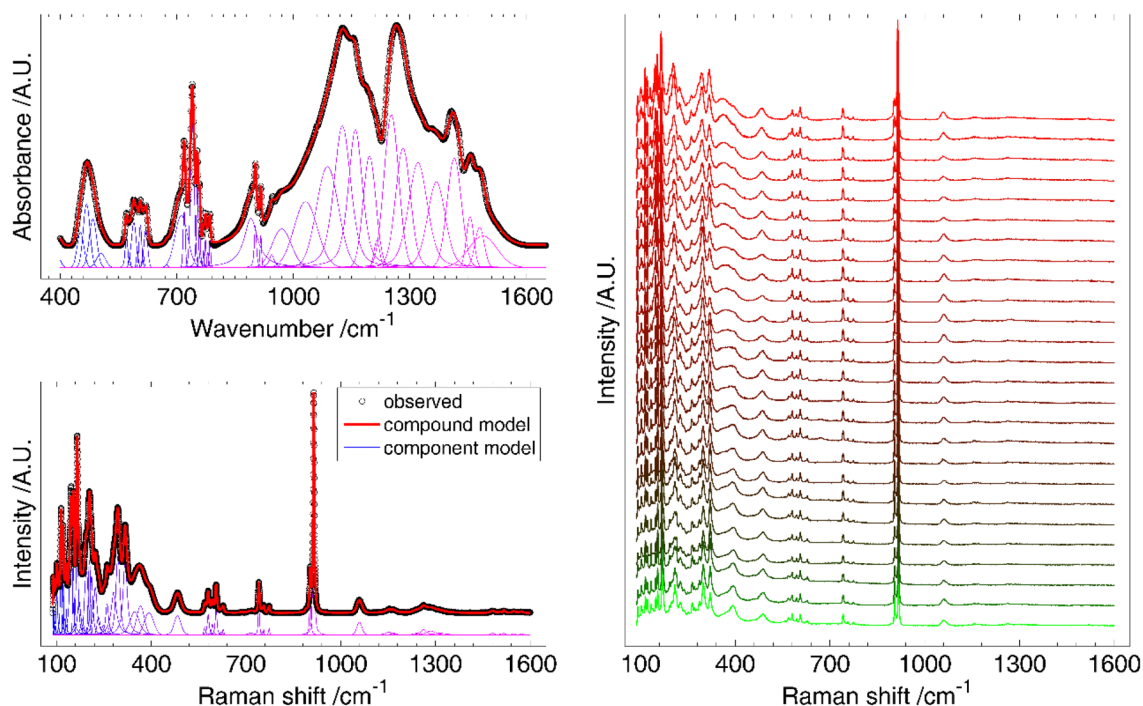 Absorbance /A.U.
400 700 1000 1300 1600
Wavenumber /cm-1
Intensity /A.U.
observed
compound model
component model
100 400 700 1000 1300 1600
Raman shift /cm-1
Intensity /A.U.
100 400 700 1000 1300 1600
Raman shift /cm-1